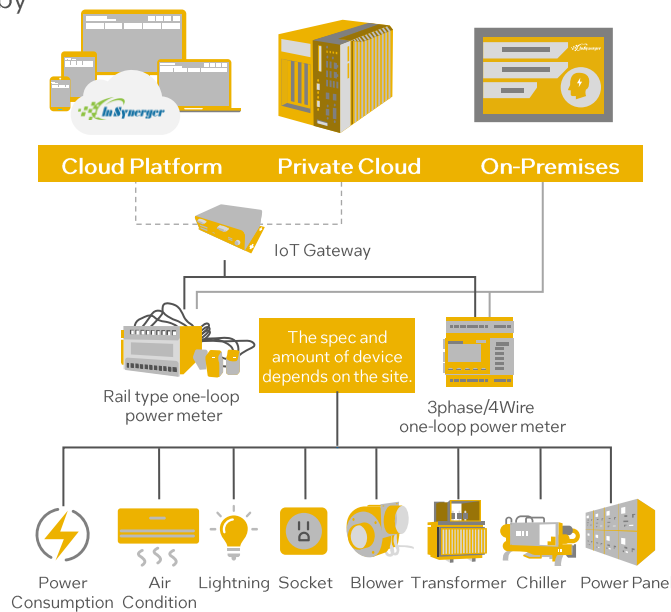 by
InSynerger
InSynerger
Cloud Platform Private Cloud On-Premises
IoT Gateway
The spec and
amount of device
depends on the site.
Rail type one-loop
power meter
3phase/4Wire
one-loop power meter
Power
Consumption
Air
Condition
Lightning
Socket
Blower
Transformer
Chiller
Power Pane